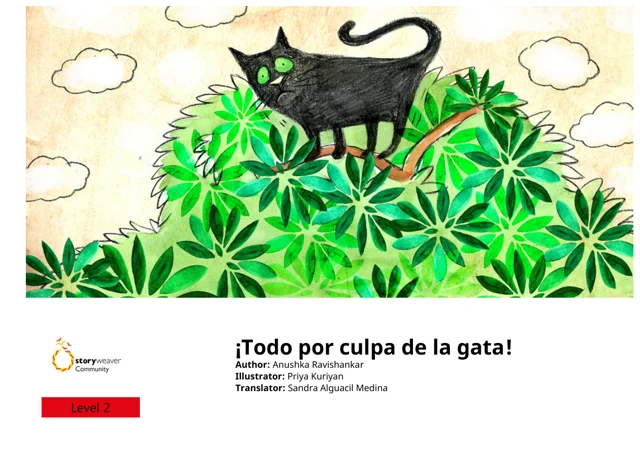 storyweaver
Community
Level 2
¡Todo por culpa de la gata!
Author: Anushka Ravishankar
Illustrator: Priya Kuriyan
Translator: Sandra Alguacil Medina